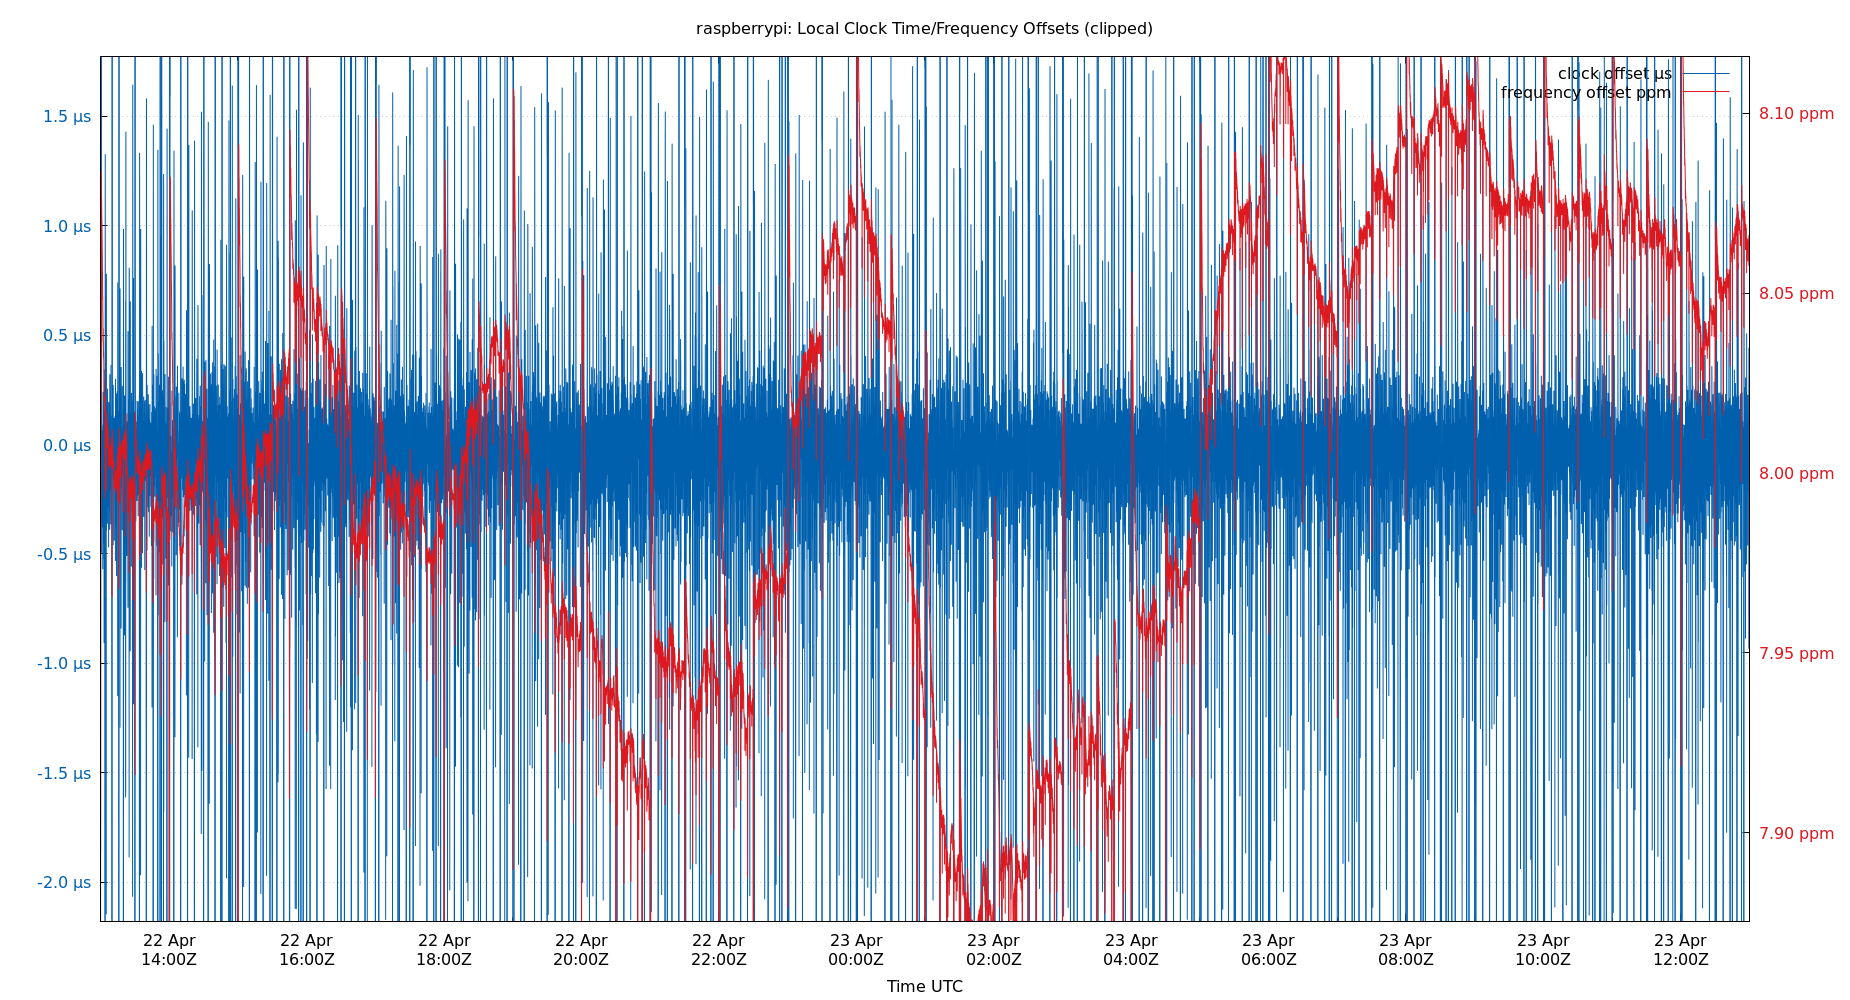 raspberrypi: Local Clock Time/Frequency Offsets (clipped)
clock offset µs
frequency offset ppm
1.5 µs
1.0 µs
0.5 µs
0.0 µs
-0.5 µs
-1.0 µs
-1.5 µs
-2.0 µs
8.10 ppm
8.05 ppm
8.00 ppm
7.95 ppm
7.90 ppm
22 Apr 22 Apr 22 Apr 22 Apr 22 Apr 23 Apr 23 Apr 23 Apr 23 Apr 23 Apr 23 Apr 23 Apr
14:00Z 16:00Z 18:00Z 20:00Z 22:00Z 00:00Z 02:00Z 04:00Z 06:00Z 08:00Z 10:00Z 12:00Z
Time UTC